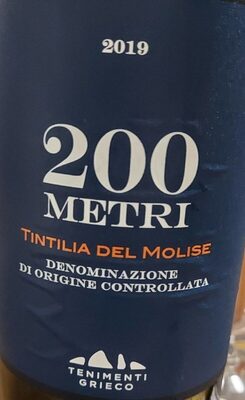 2019
200
METRI
TINTILIA DEL MOLISE
DENOMINAZIONE
DI ORIGINE CONTROLLATA
TENIMENTI
GRIECO